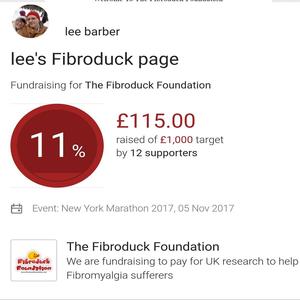 Welcome To The Fibroduck Foundation
lee barber
lee's Fibroduck page
Fundraising for The Fibroduck Foundation
11%
£115.00
raised of £1,000 target
by 12 supporters
Event: New York Marathon 2017, 05 Nov 2017
Fibroduck
Foundation
The Fibroduck Foundation
We are fundraising to pay for UK research to help
Fibromyalgia sufferers